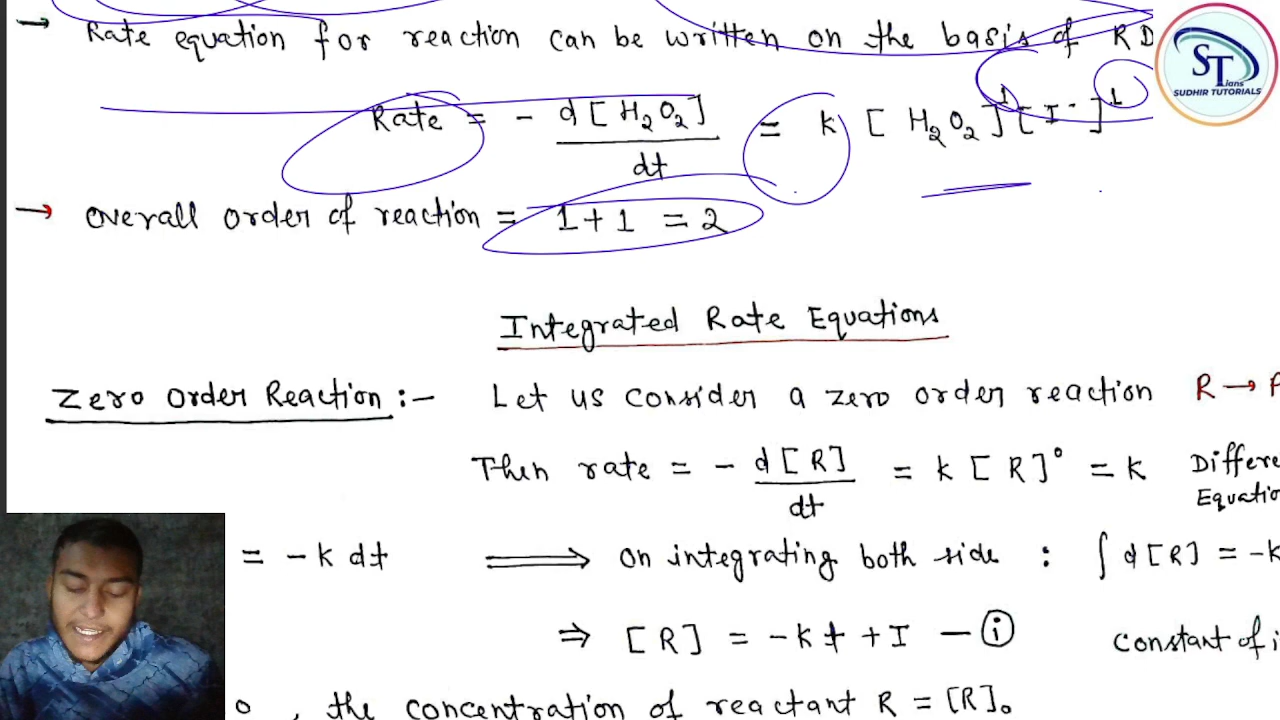 → Rate equation for reaction can be written on the basis of RD
ST ians
SUDHIR TUTORIALS
Rate = - d[H₂O₂]/dt = k [H₂O₂]¹[I⁻]¹
→ Overall order of reaction = 1+1 = 2
Integrated Rate Equations
Zero Order Reaction :- Let us consider a zero order reaction R → P
Then rate = - d[R]/dt = k [R]⁰ = k Differe
Equatio
= -k dt ⟹ On integrating both side : ∫d[R] = -k
⇒ [R] = -kt + I - (i) Constant of i
0 , the concentration of reactant R = [R]₀